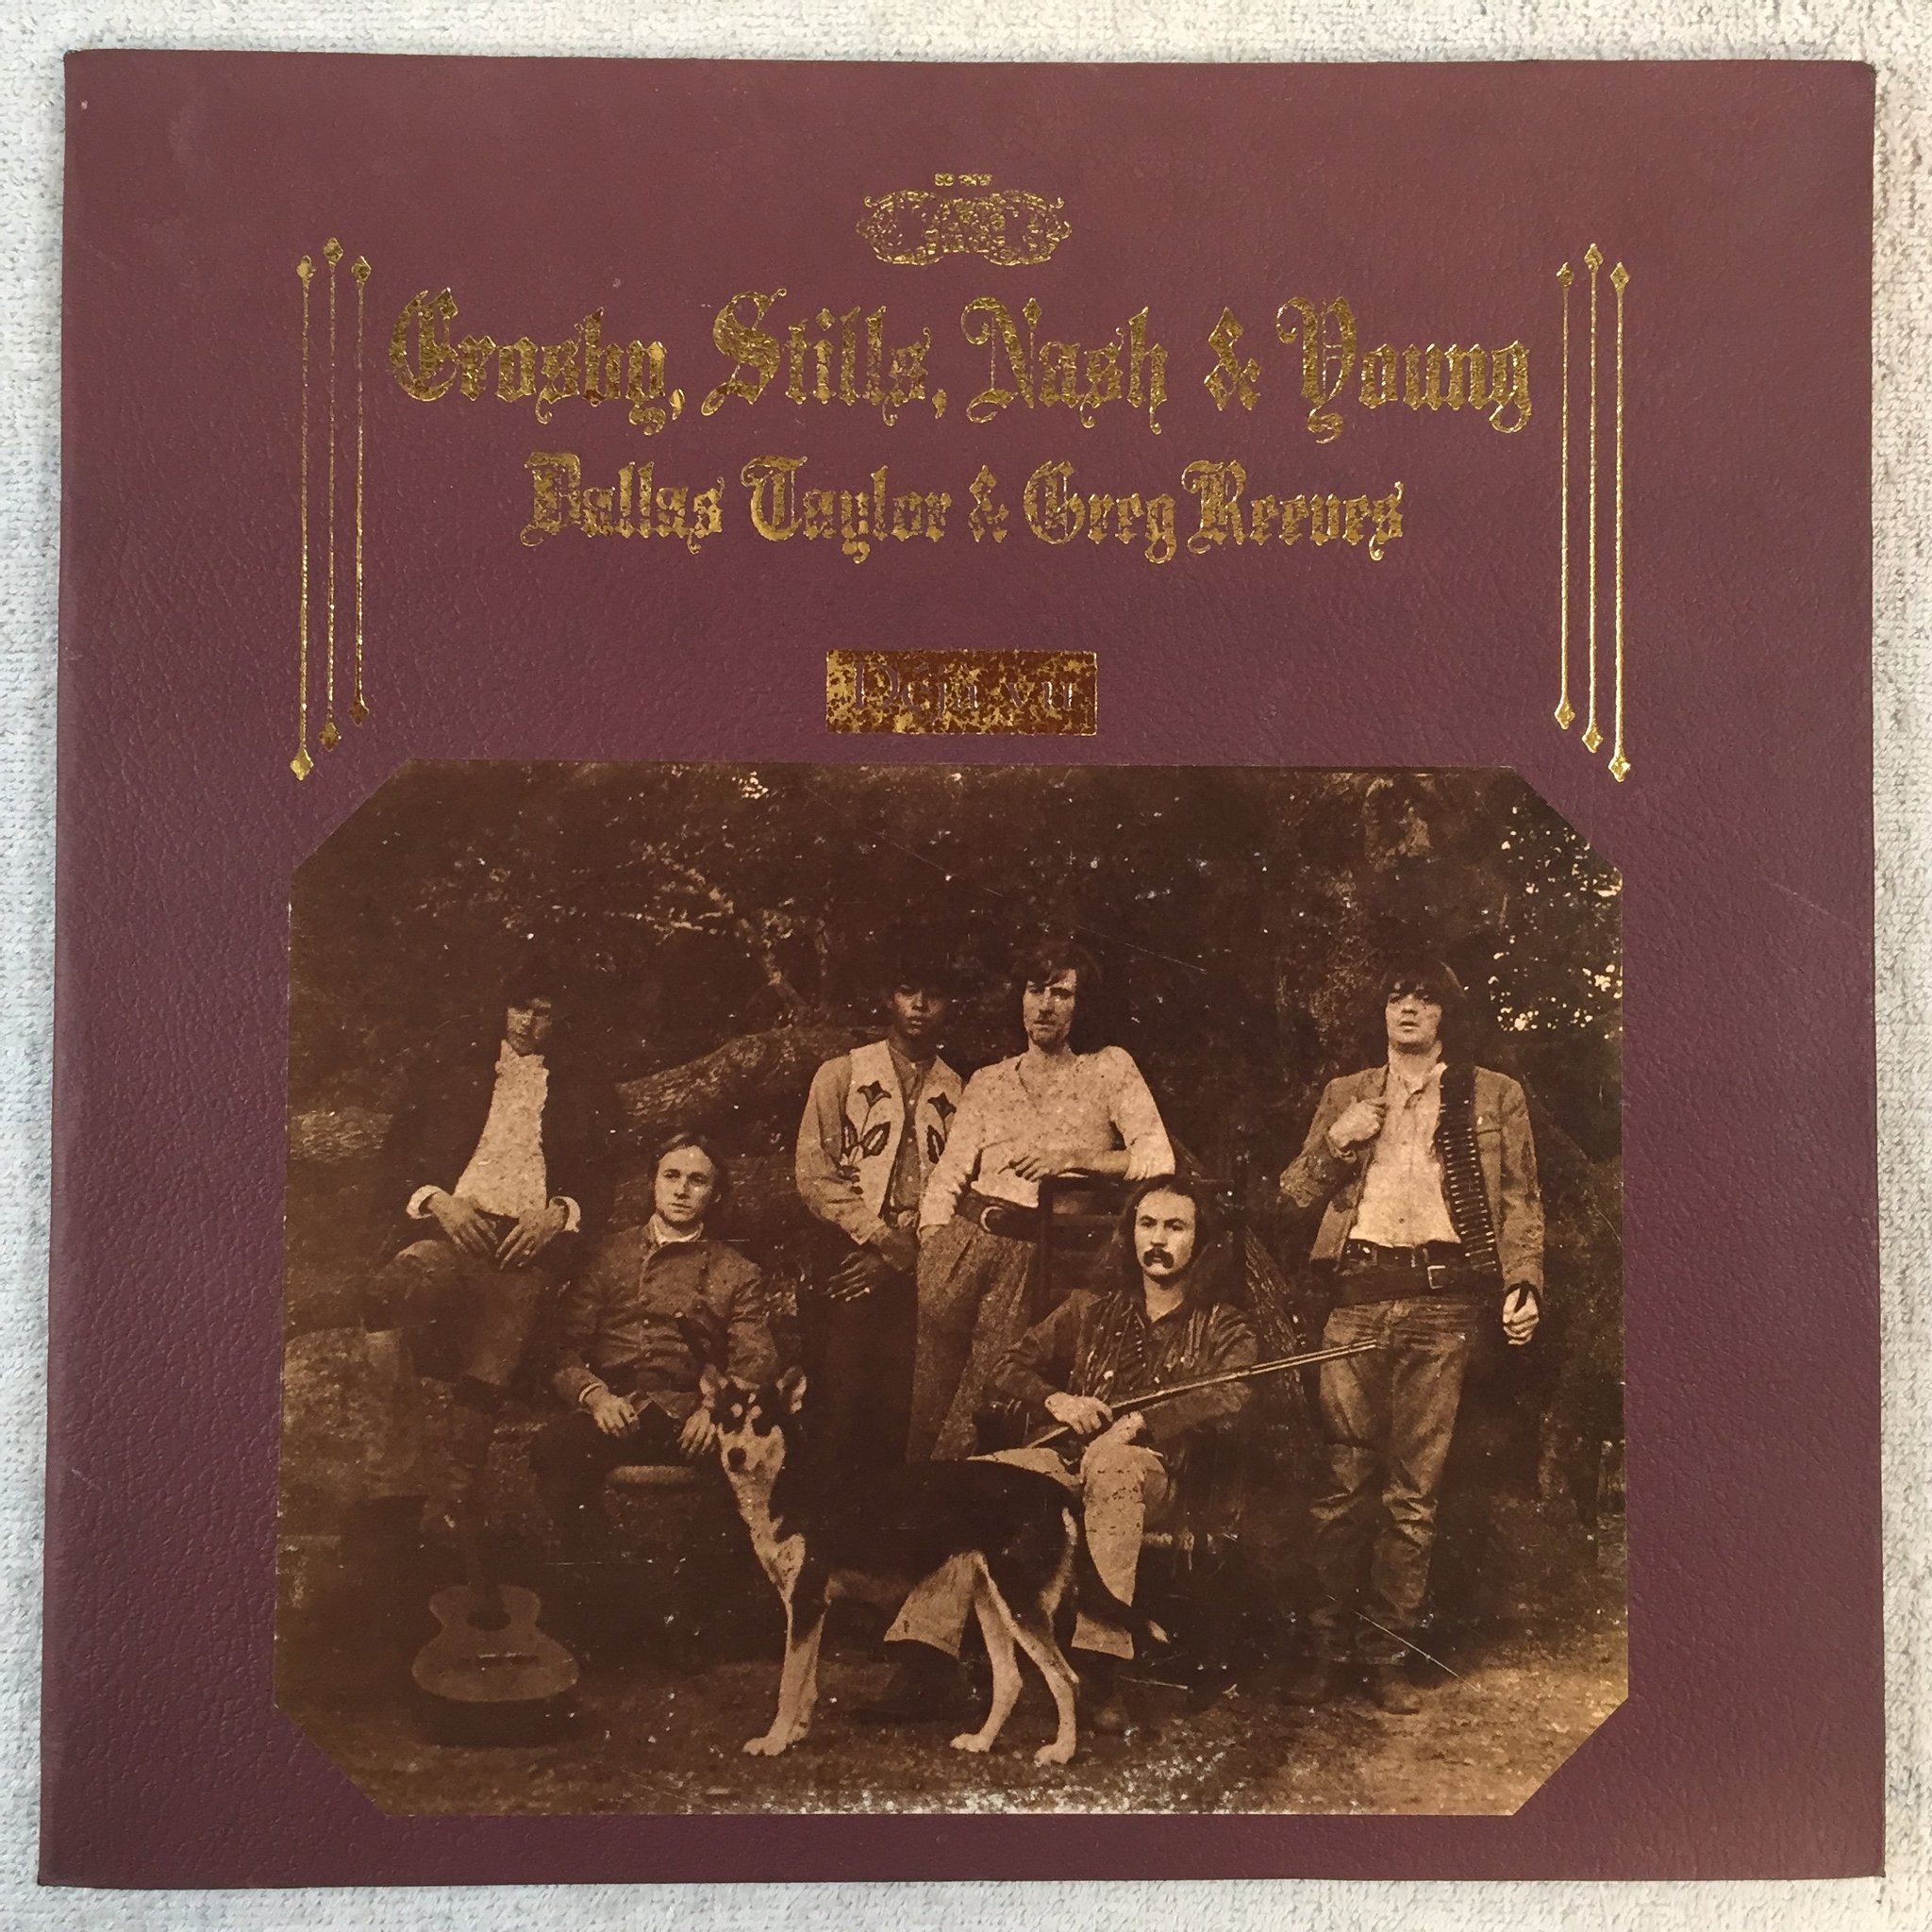 Crosby, Stills, Nash & Young
Dallas Taylor & Greg Reeves
Déjà vu